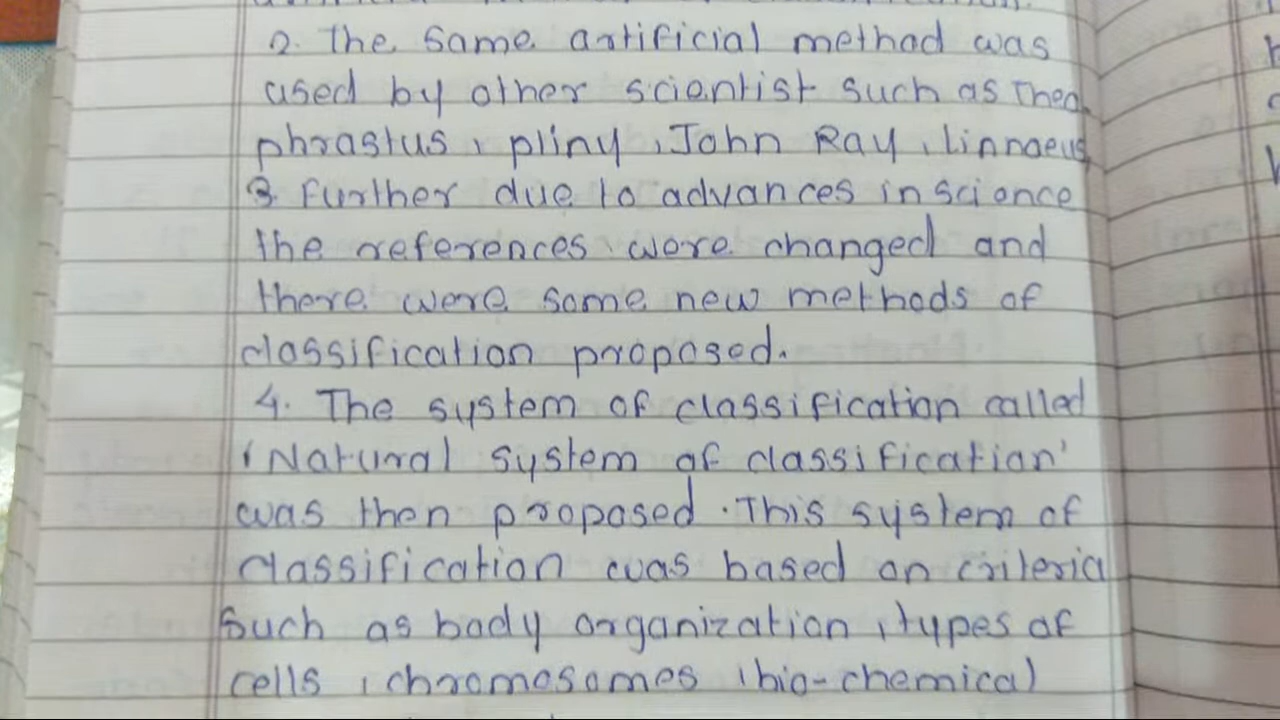 2. The same artificial method was
used by other scientist such as Theo
phrastus, pliny, John Ray, linnaeus
3. Further due to advances in science
the references were changed and
there were some new methods of
classification proposed.
4. The system of classification called
'Natural system of classification'
was then proposed. This system of
classification was based on criteria
Such as body organization, types of
cells, chromosomes, bio-chemical